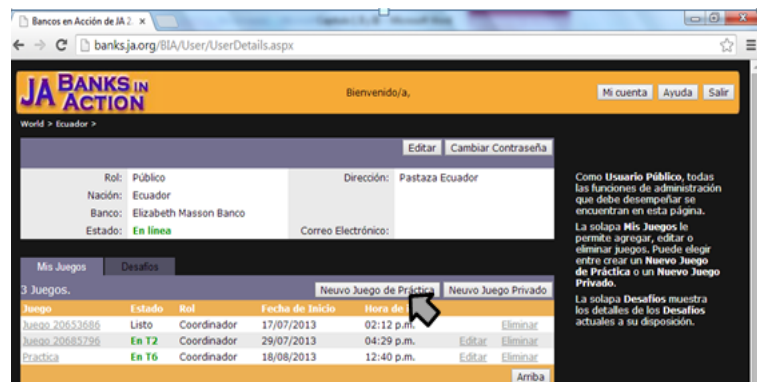 Bancos en Acción de JA 2.
banks.ja.org/BIA/User/UserDetails.aspx
JA BANKS IN ACTION
Bienvenido/a,
Mi cuenta Ayuda Salir
World > Ecuador >
Editar Cambiar Contraseña
Rol: Público Dirección: Pastaza Ecuador
Nación: Ecuador
Banco: Elizabeth Masson Banco
Estado: En línea Correo Electrónico:
Como Usuario Público, todas
las funciones de administración
que debe desempeñar se
encuentran en esta página.
La solapa Mis Juegos le
permite agregar, editar o
eliminar juegos. Puede elegir
entre crear un Nuevo Juego
de Práctica o un Nuevo Juego
Privado.
La solapa Desafíos muestra
los detalles de los Desafíos
actuales a su disposición.
Mis Juegos Desafíos
3 Juegos. Neuvo Juego de Práctica Neuvo Juego Privado
Juego Estado Rol Fecha de Inicio Hora de
Juego 20653686 Listo Coordinador 17/07/2013 02:12 p.m. Eliminar
Juego 20685796 En T2 Coordinador 29/07/2013 04:29 p.m. Editar Eliminar
Practica En T6 Coordinador 18/08/2013 12:40 p.m. Editar Eliminar
Arriba